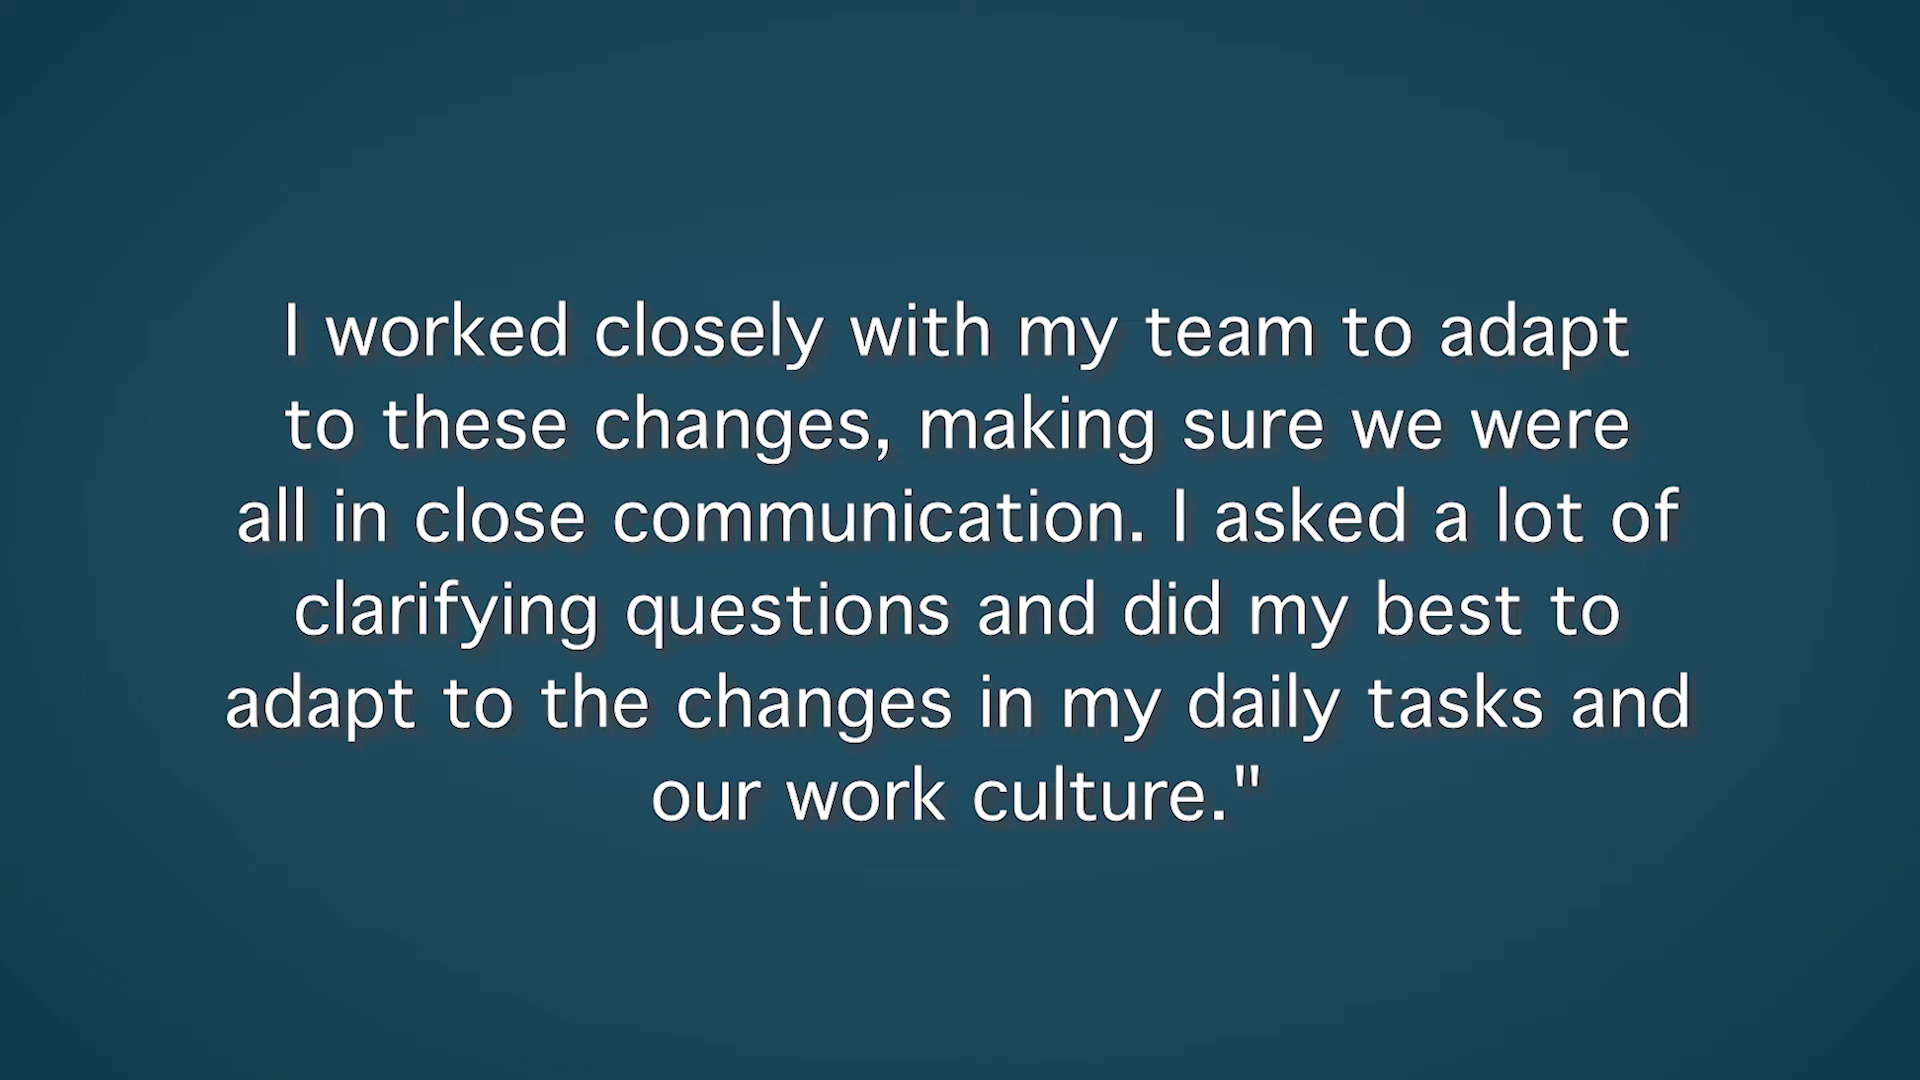 I worked closely with my team to adapt
to these changes, making sure we were
all in close communication. I asked a lot of
clarifying questions and did my best to
adapt to the changes in my daily tasks and
our work culture."